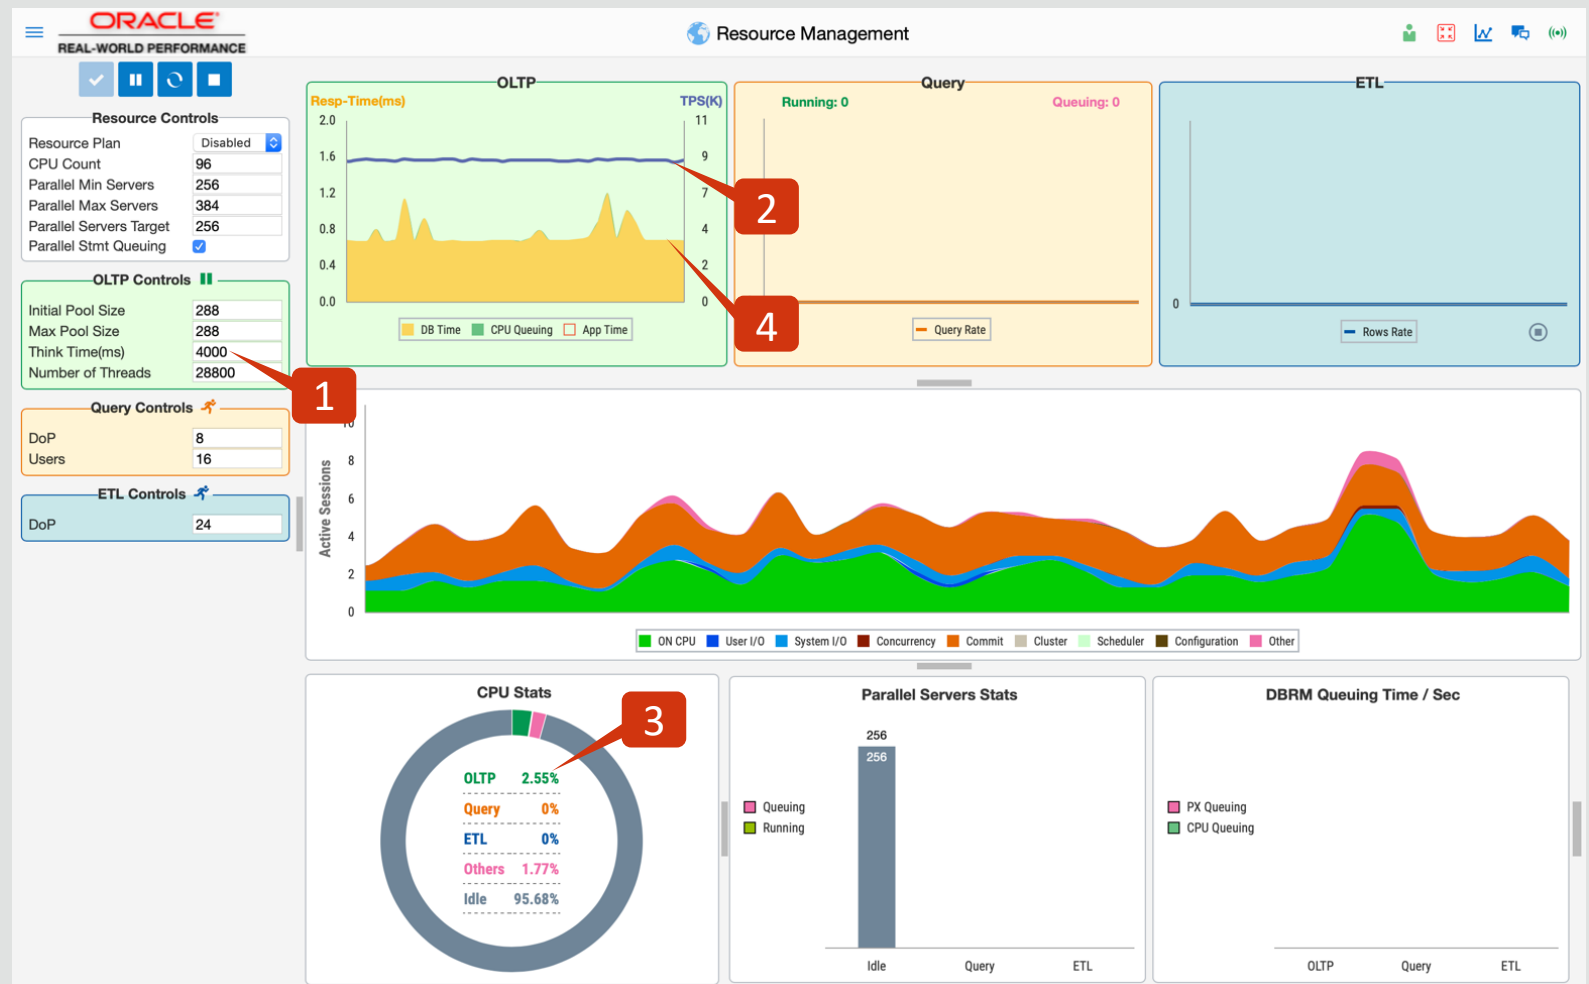 ORACLE
REAL-WORLD PERFORMANCE
Resource Management
Resource Controls
Resource Plan Disabled
CPU Count 96
Parallel Min Servers 256
Parallel Max Servers 384
Parallel Servers Target 256
Parallel Stmt Queuing
OLTP Controls
Initial Pool Size 288
Max Pool Size 288
Think Time(ms) 4000
Number of Threads 28800
1
Query Controls
DoP 8
Users 16
ETL Controls
DoP 24
OLTP
Resp-Time(ms) TPS(K)
2.0 11
1.6 9
1.2 7
0.8 4
0.4 2
0.0 0
DB Time CPU Queuing App Time
2
4
Query
Running: 0 Queuing: 0
Query Rate
ETL
0
Rows Rate
Active Sessions
10
8
6
4
2
0
ON CPU User I/O System I/O Concurrency Commit Cluster Scheduler Configuration Other
CPU Stats
3
OLTP 2.55%
Query 0%
ETL 0%
Others 1.77%
Idle 95.68%
Parallel Servers Stats
256
256
Queuing
Running
Idle Query ETL
DBRM Queuing Time / Sec
PX Queuing
CPU Queuing
OLTP Query ETL